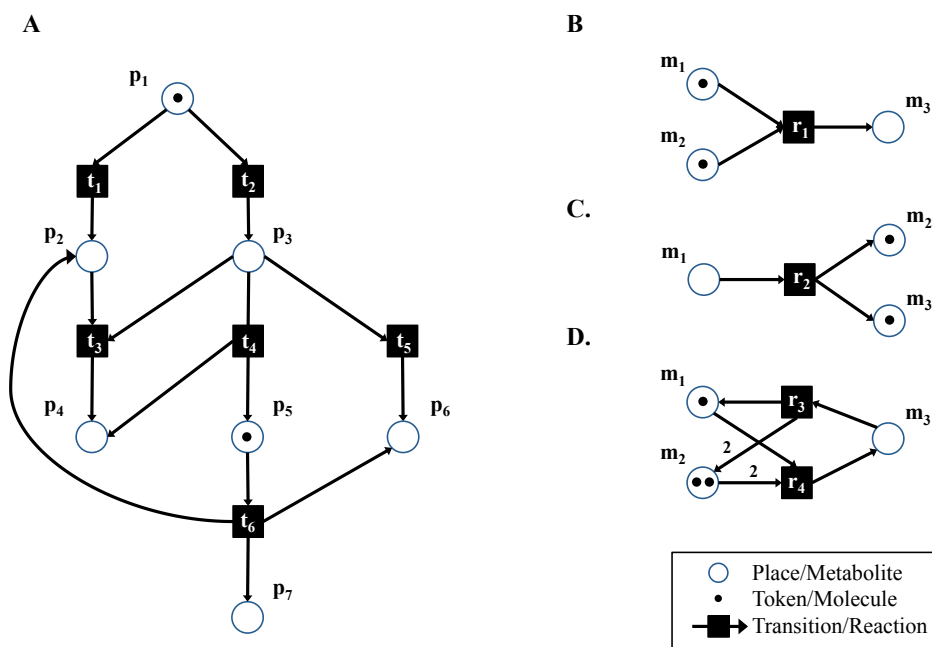 A
B
p1
m1
m3
r1
m2
t1
t2
C.
p2
p3
m2
m1
r2
m3
t3
t4
t5
D.
m1
r3
m3
p4
p5
p6
2
m2
2
r4
t6
p7
Place/Metabolite
Token/Molecule
Transition/Reaction